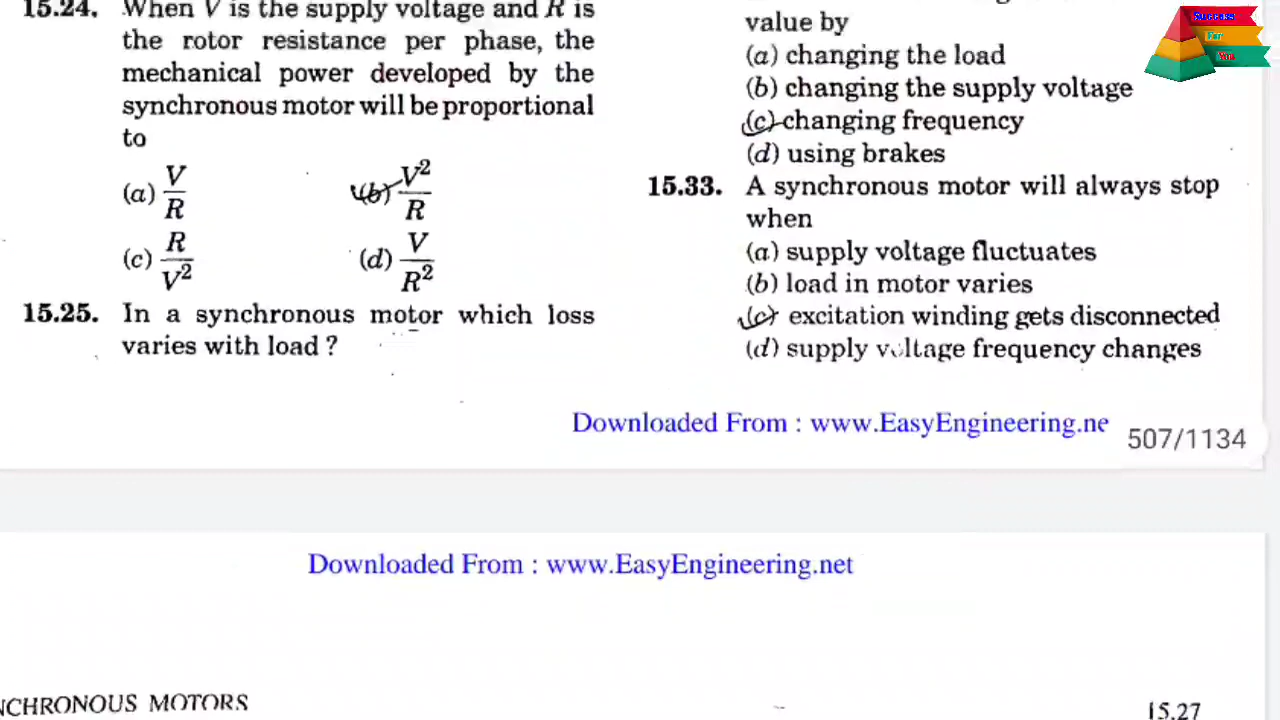 15.24. When V is the supply voltage and R is
the rotor resistance per phase, the
mechanical power developed by the
synchronous motor will be proportional
to
(a) V/R (b) V²/R
(c) R/V² (d) V/R²
15.25. In a synchronous motor which loss
varies with load ?
value by
(a) changing the load
(b) changing the supply voltage
(c) changing frequency
(d) using brakes
15.33. A synchronous motor will always stop
when
(a) supply voltage fluctuates
(b) load in motor varies
(c) excitation winding gets disconnected
(d) supply voltage frequency changes
Success
For
You
Downloaded From : www.EasyEngineering.ne
507/1134
Downloaded From : www.EasyEngineering.net
NCHRONOUS MOTORS
15.27